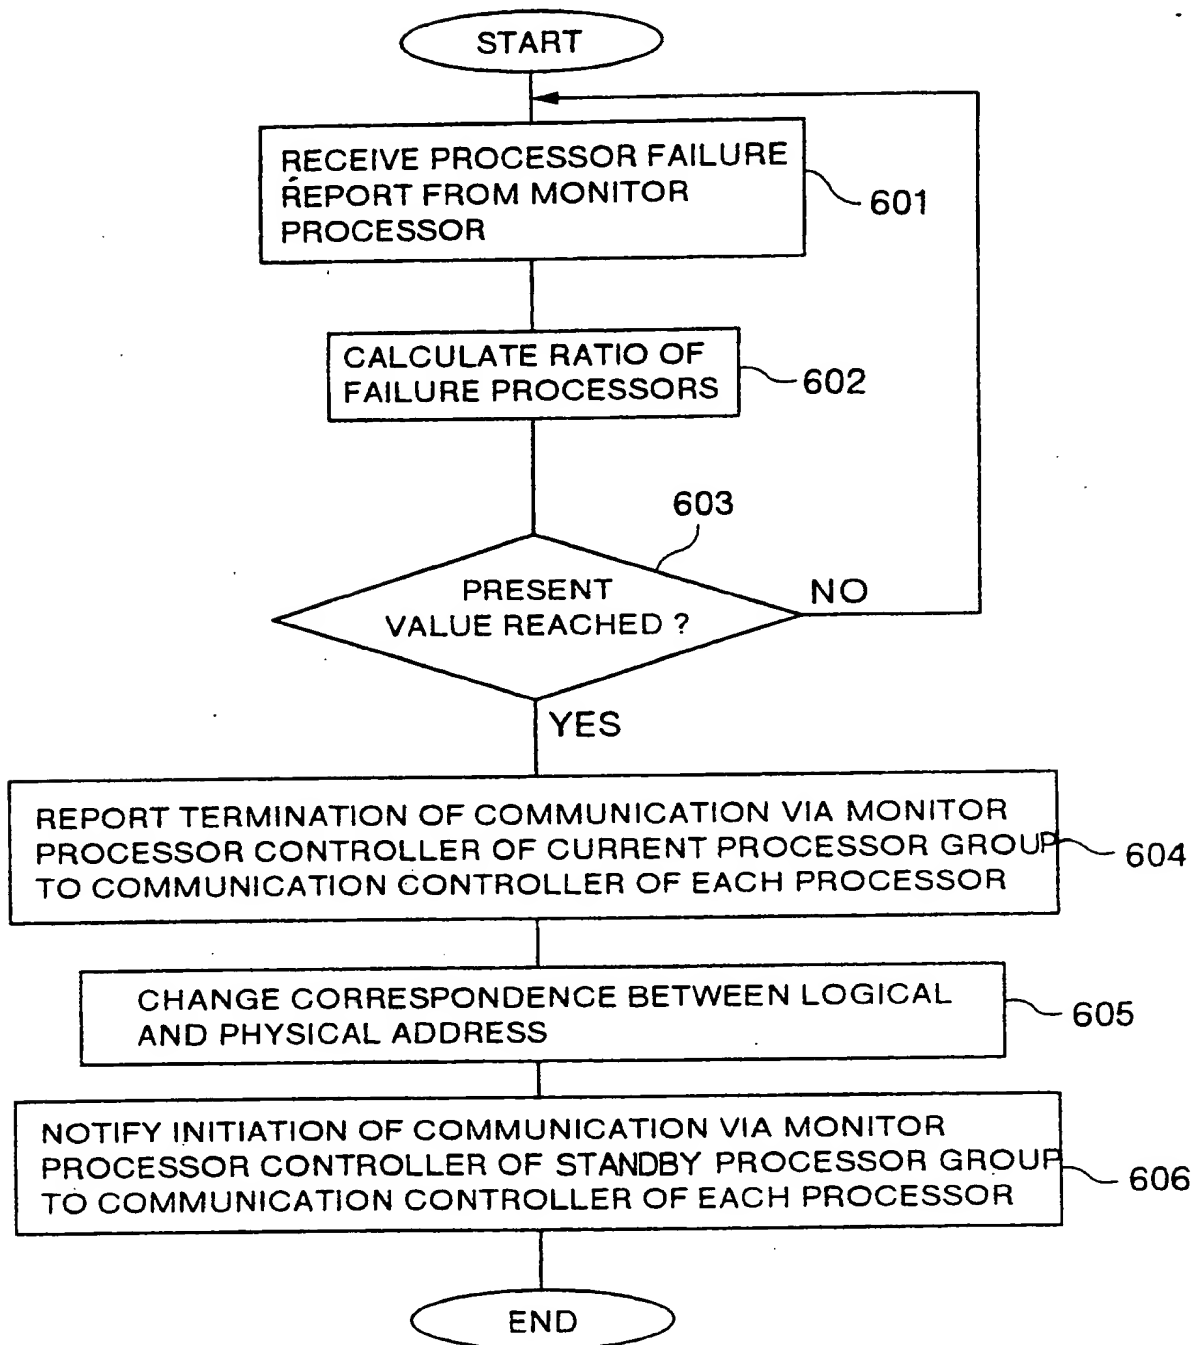 START
RECEIVE PROCESSOR FAILURE
REPORT FROM MONITOR
PROCESSOR
601
CALCULATE RATIO OF
FAILURE PROCESSORS
602
603
PRESENT
VALUE REACHED ?
NO
YES
REPORT TERMINATION OF COMMUNICATION VIA MONITOR
PROCESSOR CONTROLLER OF CURRENT PROCESSOR GROUP
TO COMMUNICATION CONTROLLER OF EACH PROCESSOR
604
CHANGE CORRESPONDENCE BETWEEN LOGICAL
AND PHYSICAL ADDRESS
605
NOTIFY INITIATION OF COMMUNICATION VIA MONITOR
PROCESSOR CONTROLLER OF STANDBY PROCESSOR GROUP
TO COMMUNICATION CONTROLLER OF EACH PROCESSOR
606
END